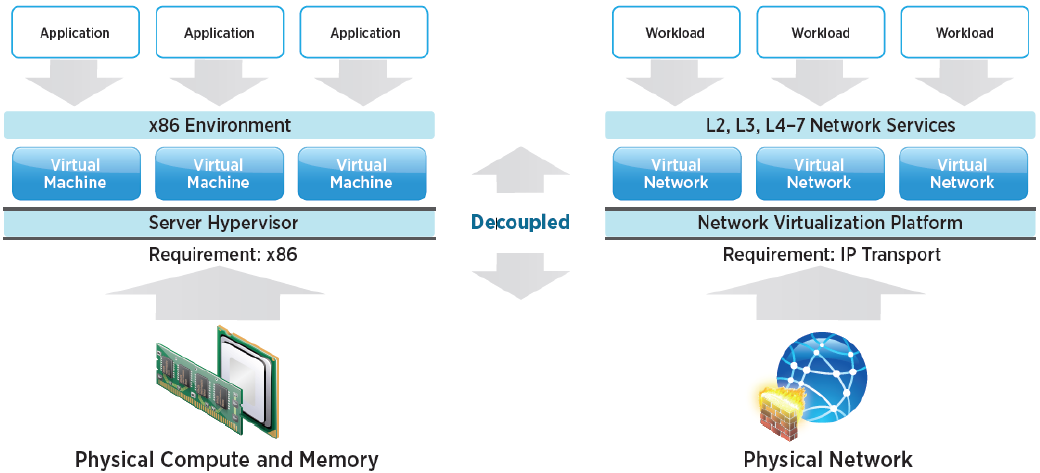 Application
Application
Application
x86 Environment
Virtual
Machine
Virtual
Machine
Virtual
Machine
Server Hypervisor
Requirement: x86
Physical Compute and Memory
Decoupled
Workload
Workload
Workload
L2, L3, L4–7 Network Services
Virtual
Network
Virtual
Network
Virtual
Network
Network Virtualization Platform
Requirement: IP Transport
Physical Network